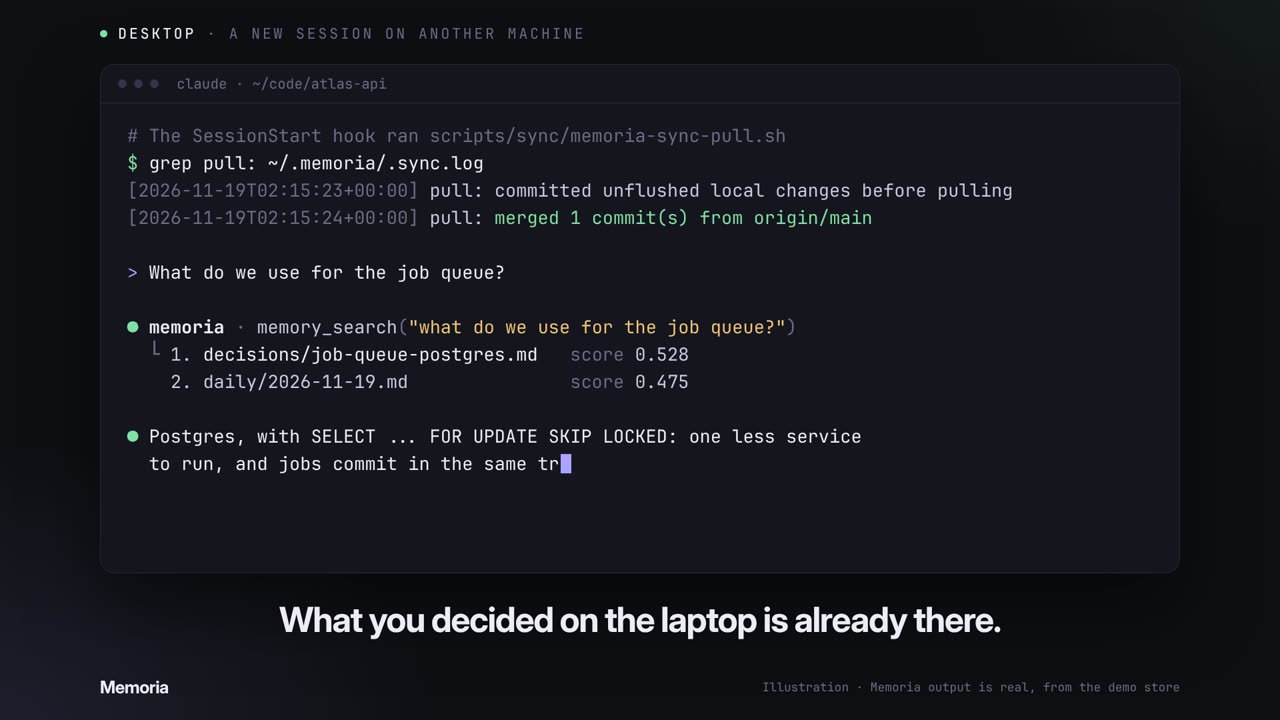 DESKTOP · A NEW SESSION ON ANOTHER MACHINE
claude · ~/code/atlas-api
# The SessionStart hook ran scripts/sync/memoria-sync-pull.sh
$ grep pull: ~/.memoria/.sync.log
[2026-11-19T02:15:23+00:00] pull: committed unflushed local changes before pulling
[2026-11-19T02:15:24+00:00] pull: merged 1 commit(s) from origin/main
> What do we use for the job queue?
memoria · memory_search("what do we use for the job queue?")
└ 1. decisions/job-queue-postgres.md score 0.528
2. daily/2026-11-19.md score 0.475
Postgres, with SELECT ... FOR UPDATE SKIP LOCKED: one less service
to run, and jobs commit in the same tr
What you decided on the laptop is already there.
Memoria
Illustration · Memoria output is real, from the demo store